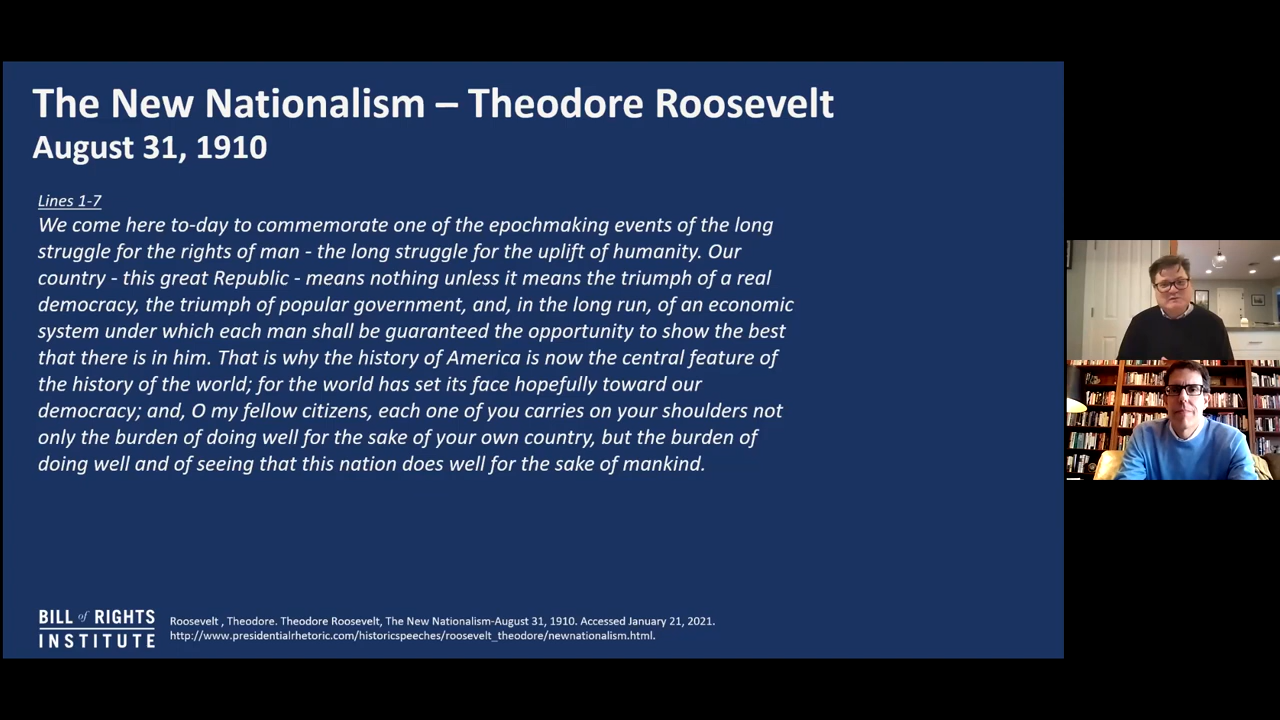 The New Nationalism – Theodore Roosevelt
August 31, 1910
Lines 1-7
We come here to-day to commemorate one of the epochmaking events of the long
struggle for the rights of man - the long struggle for the uplift of humanity. Our
country - this great Republic - means nothing unless it means the triumph of a real
democracy, the triumph of popular government, and, in the long run, of an economic
system under which each man shall be guaranteed the opportunity to show the best
that there is in him. That is why the history of America is now the central feature of
the history of the world; for the world has set its face hopefully toward our
democracy; and, O my fellow citizens, each one of you carries on your shoulders not
only the burden of doing well for the sake of your own country, but the burden of
doing well and of seeing that this nation does well for the sake of mankind.
BILL of RIGHTS
INSTITUTE
Roosevelt , Theodore. Theodore Roosevelt, The New Nationalism-August 31, 1910. Accessed January 21, 2021.
http://www.presidentialrhetoric.com/historicspeeches/roosevelt_theodore/newnationalism.html.